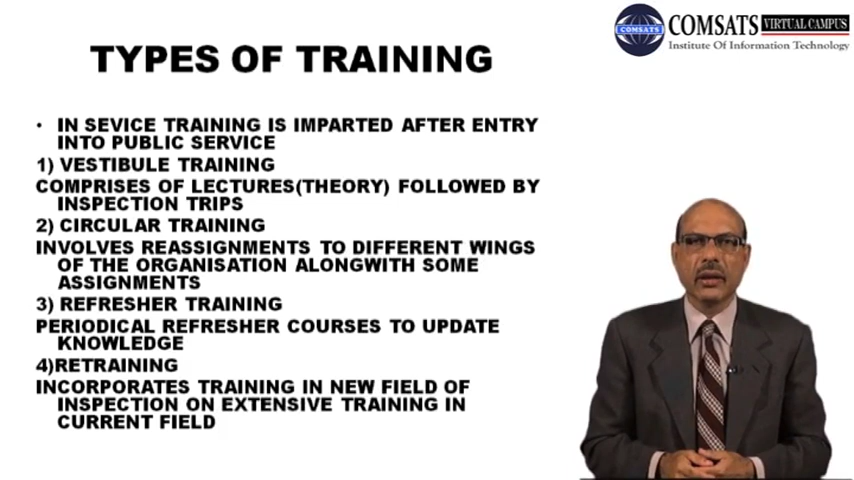 COMSATS
COMSATS VIRTUAL CAMPUS
Institute Of Information Technology
TYPES OF TRAINING
• IN SEVICE TRAINING IS IMPARTED AFTER ENTRY
INTO PUBLIC SERVICE
1) VESTIBULE TRAINING
COMPRISES OF LECTURES(THEORY) FOLLOWED BY
INSPECTION TRIPS
2) CIRCULAR TRAINING
INVOLVES REASSIGNMENTS TO DIFFERENT WINGS
OF THE ORGANISATION ALONGWITH SOME
ASSIGNMENTS
3) REFRESHER TRAINING
PERIODICAL REFRESHER COURSES TO UPDATE
KNOWLEDGE
4)RETRAINING
INCORPORATES TRAINING IN NEW FIELD OF
INSPECTION ON EXTENSIVE TRAINING IN
CURRENT FIELD